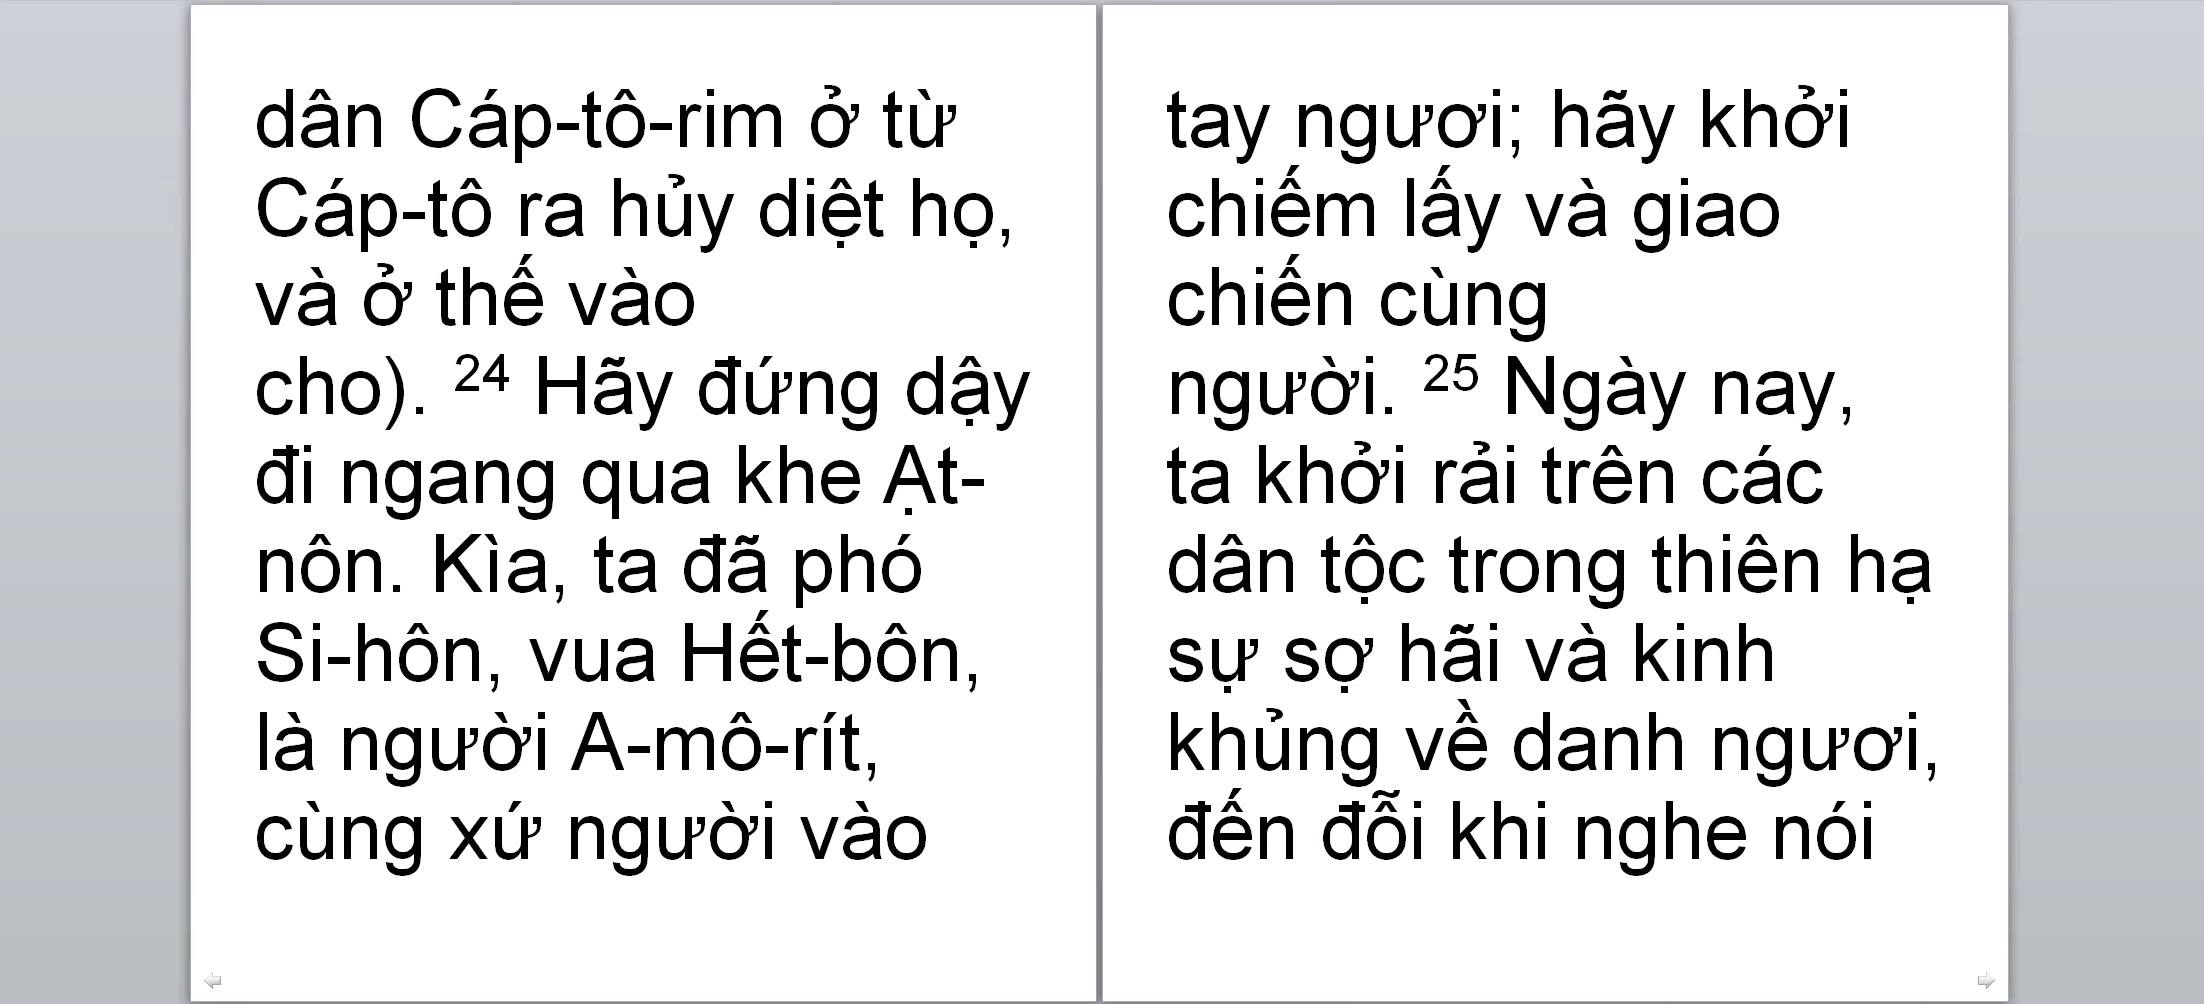 dân Cáp-tô-rim ở từ
Cáp-tô ra hủy diệt họ,
và ở thế vào
cho). 24 Hãy đứng dậy
đi ngang qua khe Ạt-
nôn. Kìa, ta đã phó
Si-hôn, vua Hết-bôn,
là người A-mô-rít,
cùng xứ người vào
tay ngươi; hãy khởi
chiếm lấy và giao
chiến cùng
người. 25 Ngày nay,
ta khởi rải trên các
dân tộc trong thiên hạ
sự sợ hãi và kinh
khủng về danh ngươi,
đến đỗi khi nghe nói